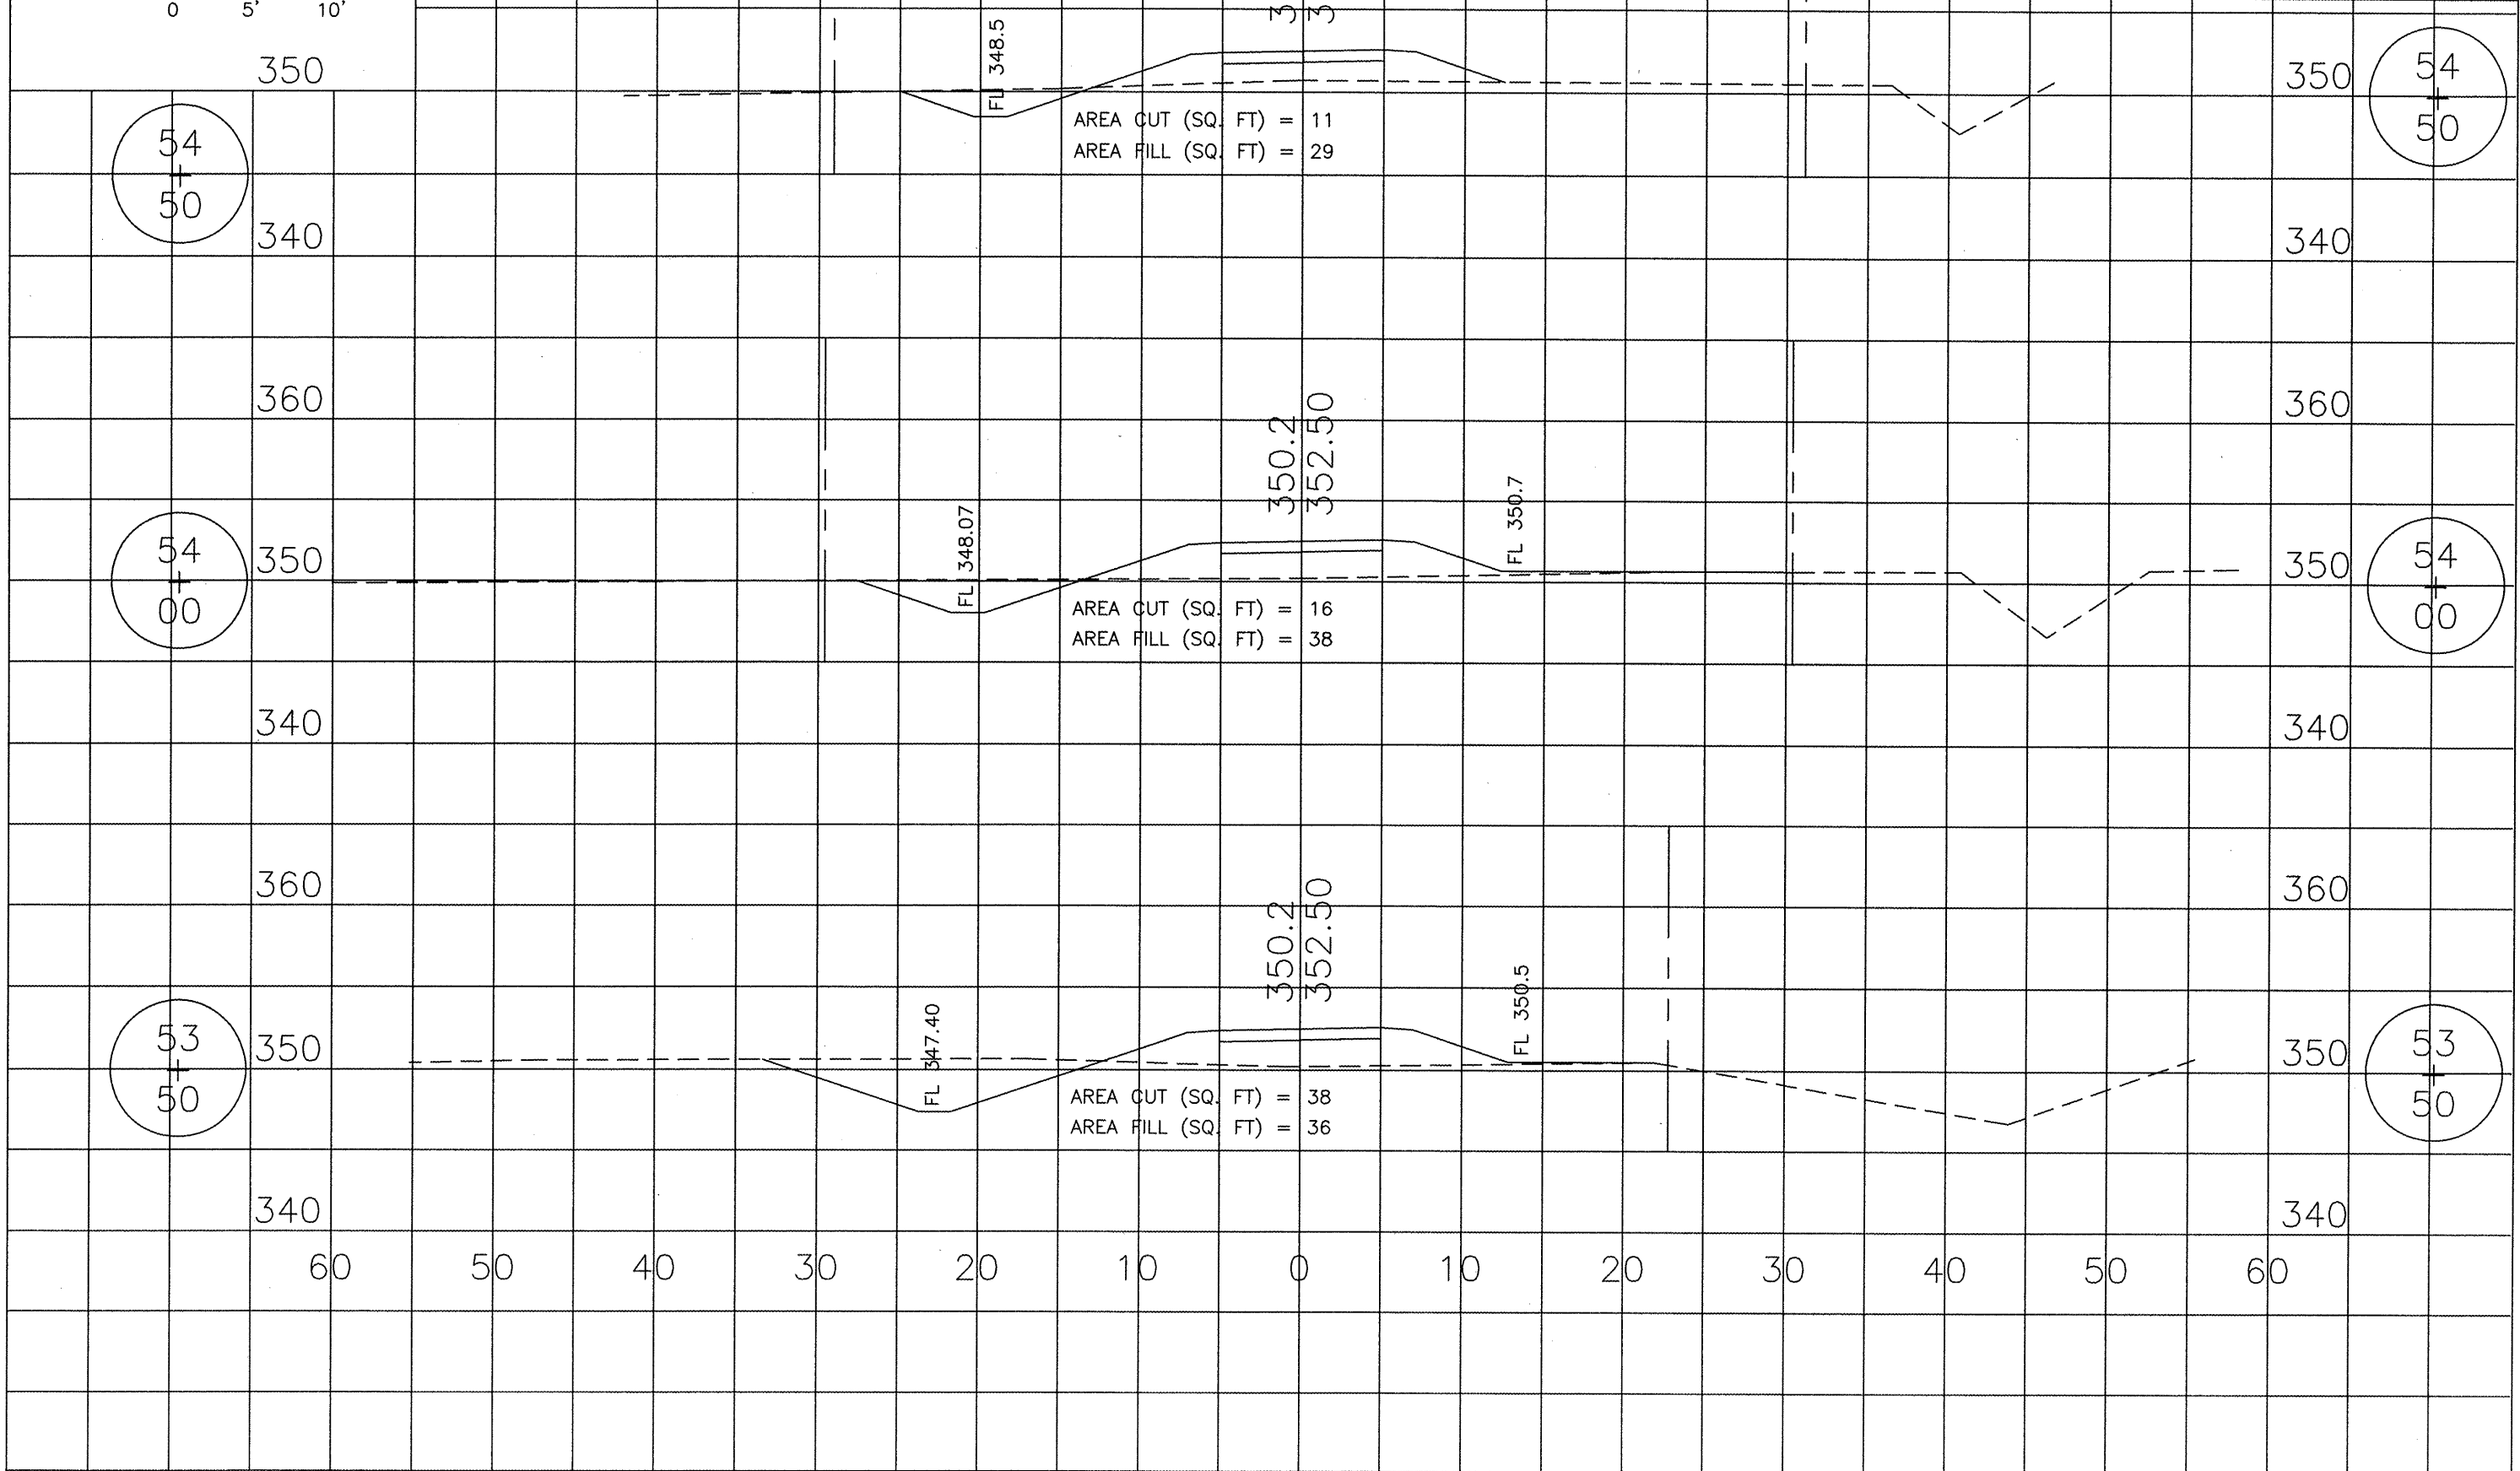 0 5' 10'
FL 348.5
350 350
54+50 54+50
AREA CUT (SQ. FT) = 11
AREA FILL (SQ. FT) = 29
340 340
360 360
350.2
352.50
FL 348.07
FL 350.7
54+00 350 350 54+00
AREA CUT (SQ. FT) = 16
AREA FILL (SQ. FT) = 38
340 340
360 360
350.2
352.50
FL 347.40
FL 350.5
53+50 350 350 53+50
AREA CUT (SQ. FT) = 38
AREA FILL (SQ. FT) = 36
340 340
60 50 40 30 20 10 0 10 20 30 40 50 60